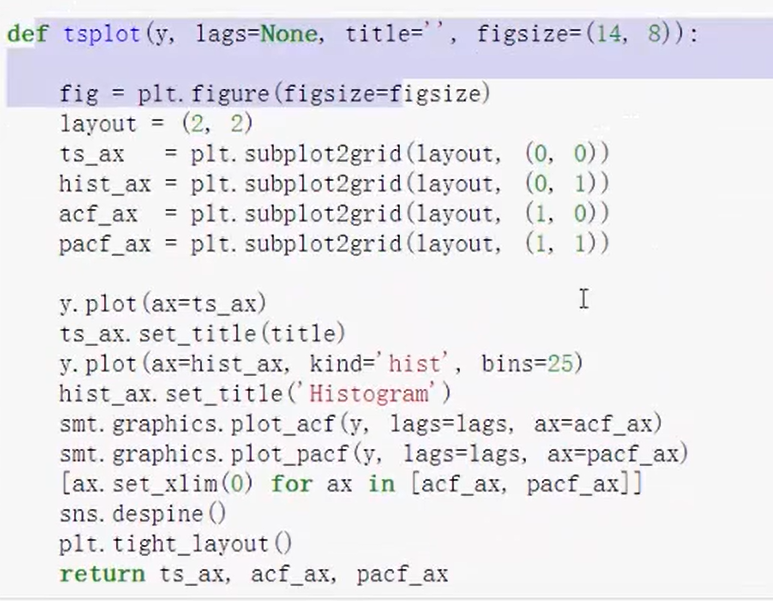 def tsplot(y, lags=None, title='', figsize=(14, 8)):
fig = plt.figure(figsize=figsize)
layout = (2, 2)
ts_ax   = plt.subplot2grid(layout, (0, 0))
hist_ax = plt.subplot2grid(layout, (0, 1))
acf_ax  = plt.subplot2grid(layout, (1, 0))
pacf_ax = plt.subplot2grid(layout, (1, 1))
y.plot(ax=ts_ax)
ts_ax.set_title(title)
y.plot(ax=hist_ax, kind='hist', bins=25)
hist_ax.set_title('Histogram')
smt.graphics.plot_acf(y, lags=lags, ax=acf_ax)
smt.graphics.plot_pacf(y, lags=lags, ax=pacf_ax)
[ax.set_xlim(0) for ax in [acf_ax, pacf_ax]]
sns.despine()
plt.tight_layout()
return ts_ax, acf_ax, pacf_ax